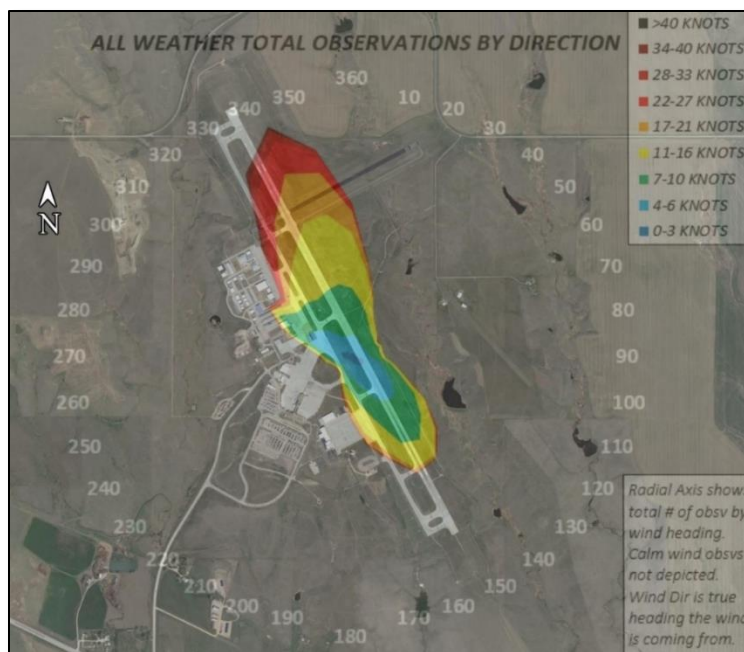 >40 KNOTS
ALL WEATHER TOTAL OBSERVATIONS BY DIRECTION
34-40 KNOTS
28-33 KNOTS
22-27 KNOTS
17-21 KNOTS
11-16 KNOTS
7-10 KNOTS
4-6 KNOTS
0-3 KNOTS
N
360
10
20
30
40
50
60
70
80
90
100
110
120
130
140
150
160
170
180
190
200
210
220
230
240
250
260
270
280
290
300
310
320
330
340
350
Radial Axis show
total # of obsv by
wind heading.
Calm wind obsvs
not depicted.
Wind Dir is true
heading the wind
is coming from.